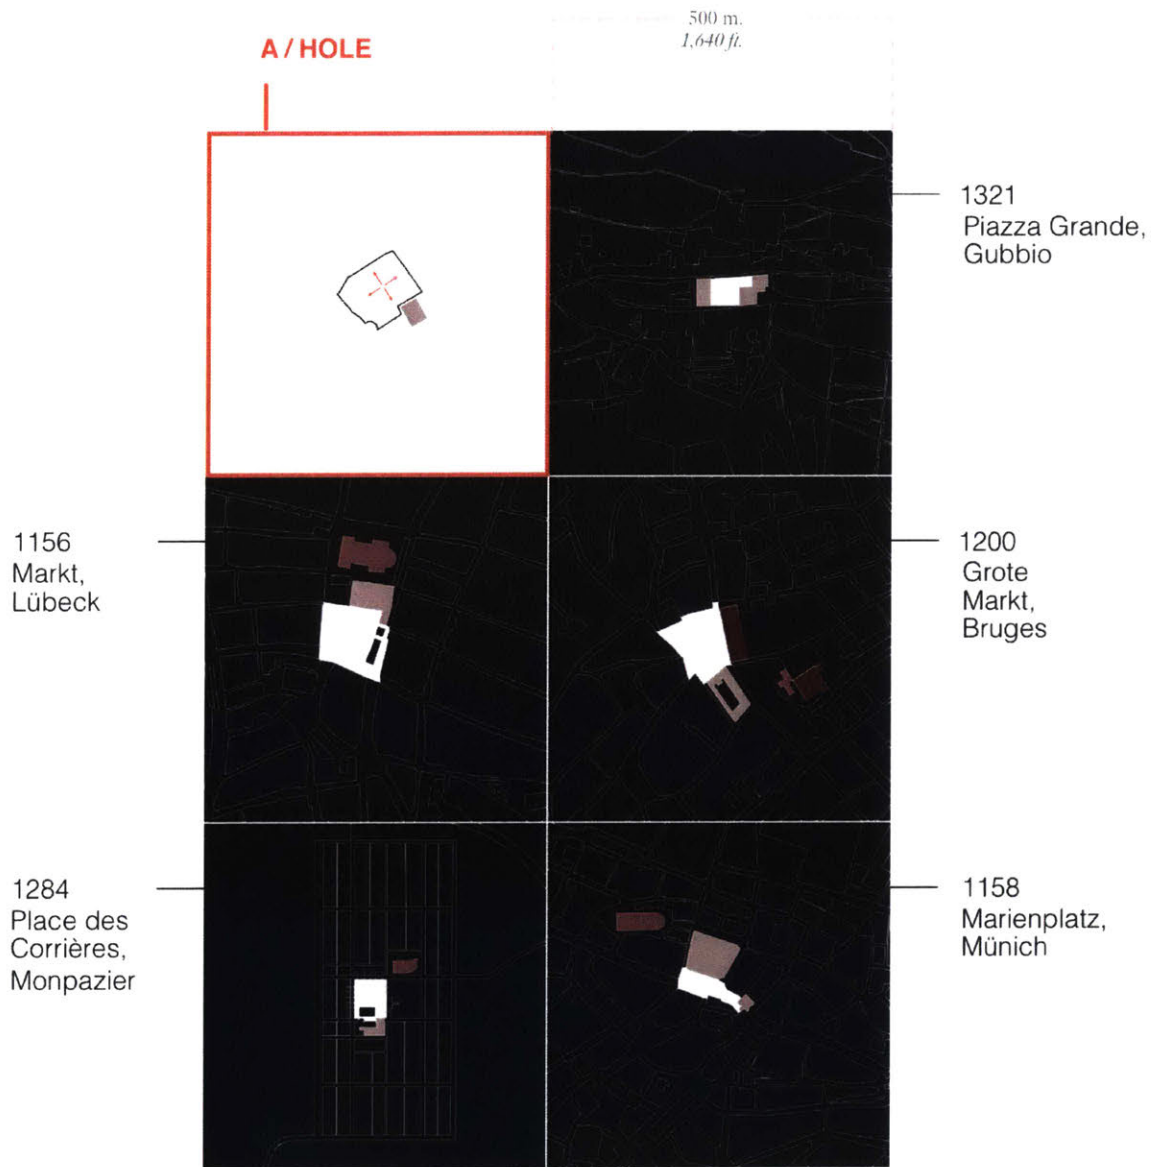 500 m.
1,640 ft.
A / HOLE
1321
Piazza Grande,
Gubbio
1156
Markt,
Lübeck
1200
Grote
Markt,
Bruges
1284
Place des
Corrières,
Monpazier
1158
Marienplatz,
Münich